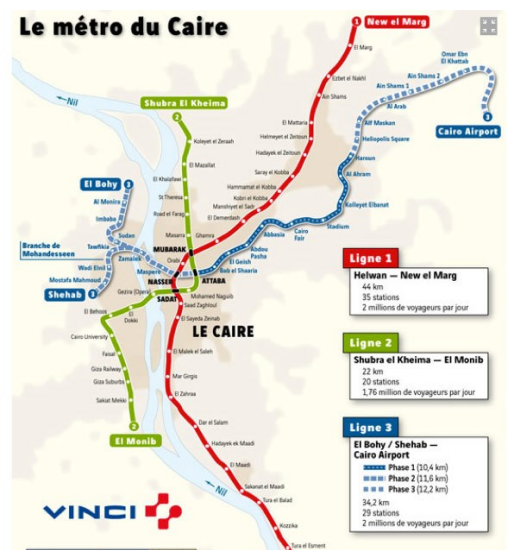 Le métro du Caire
1
New el Marg
El Marg
Ezbet el Nakhl
Ain Shams
El Mattara
Helmeyet el Zeitoun
Hadayek el Zeitoun
Saray el Kobba
Hammamat el Kobba
Kobri el Kobba
Manshiyet el Sadr
El Demerdash
Ghamra
Nil
Shubra El Kheima
2
Koleyet el Zeraah
El Mazallat
El Khalafawi
St Theresa
Road el Farag
Massara
MUBARAK
Orabi
NASSER
ATTABA
SADAT
Mohamed Naguib
Saad Zaghloul
El Sayeda Zeinab
El Malek el Saleh
Mar Girgis
El Zahraa
Dar el Salam
Hadayek ek Maadi
El Maadi
Sakanat el Maadi
Tura el Balad
Kozzika
Tura el Esment
Nil
Gezira (Opera)
El Dokki
El Behoos
Cairo University
Faisal
Giza Railway
Giza Suburbs
Sakiat Mekki
2
El Monib
El Bohy
3
Al Monira
Imbaba
Sudan
Tawfikia
Zamalek
Maspero
Branche de
Mohandesseen
Wadi Elnil
Mostafa Mahmoud
Shehab
3
Bab el Shaaria
El Geish
Abdou
Pasha
Abbesia
Cairo
Fair
Stadium
Kolleyet Elbanat
Al Ahram
Haroun
Heliopolis Square
Alf Maskan
Al Arab
Ain Shams 1
Ain Shams 2
Omar Ebn
El Khattab
3
Cairo Airport
LE CAIRE
Ligne 1
Helwan — New el Marg
44 km
35 stations
2 millions de voyageurs par jour
Ligne 2
Shubra el Kheima — El Monib
22 km
20 stations
1,76 million de voyageurs par jour
Ligne 3
El Bohy / Shehab —
Cairo Airport
Phase 1 (10,4 km)
Phase 2 (11,6 km)
Phase 3 (12,2 km)
34,2 km
29 stations
2 millions de voyageurs par jour
VINCI